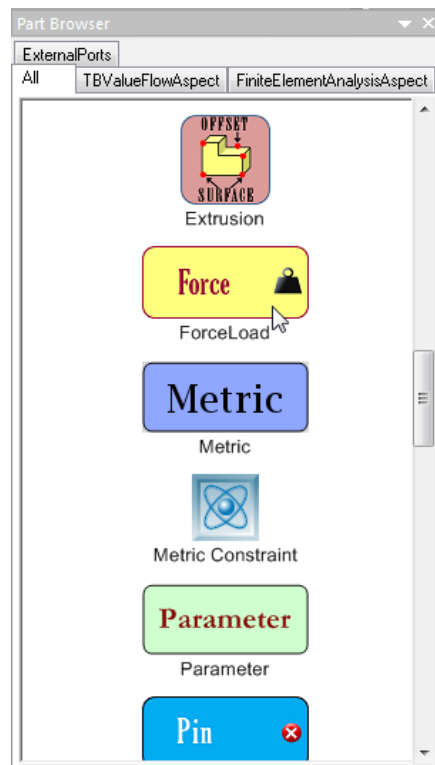 Part Browser
ExternalPorts
All TBValueFlowAspect FiniteElementAnalysisAspect
OFFSET
SURFACE
Extrusion
Force
ForceLoad
Metric
Metric
Metric Constraint
Parameter
Parameter
Pin